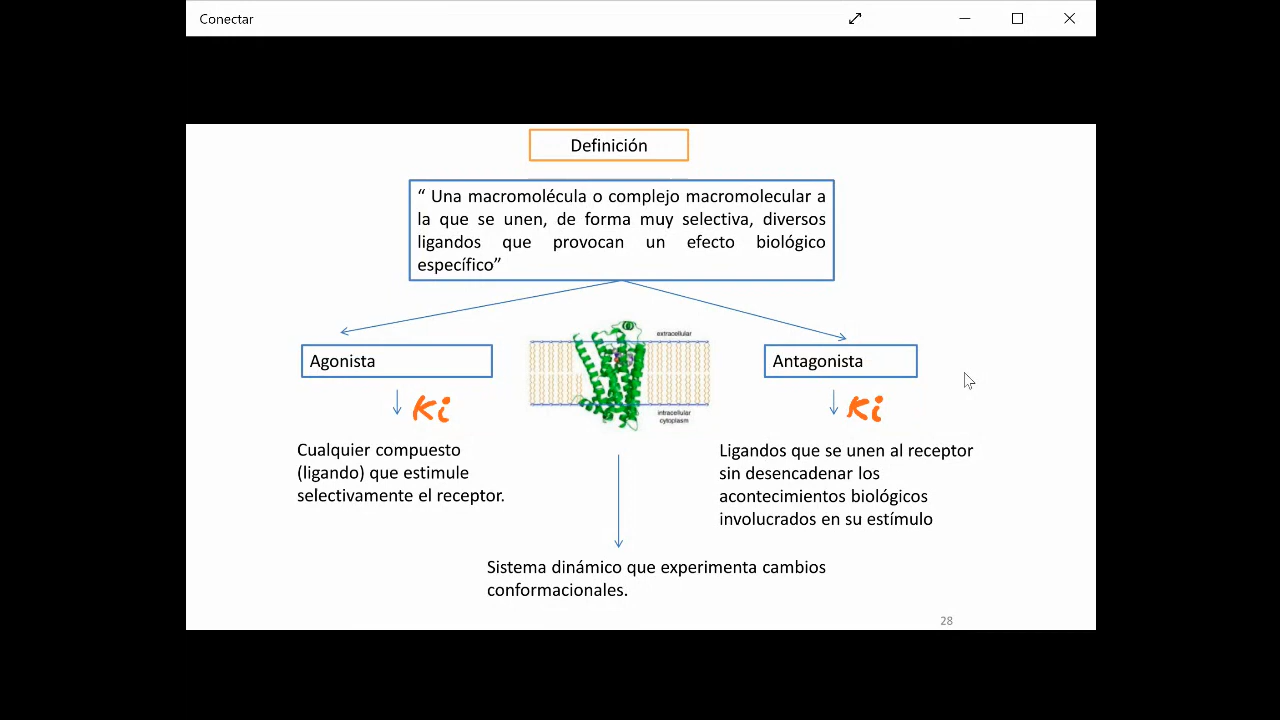 Conectar
Definición
“ Una macromolécula o complejo macromolecular a
la que se unen, de forma muy selectiva, diversos
ligandos que provocan un efecto biológico
específico”
extracellular
Agonista
Antagonista
Ki
intracellular
cytoplasm
Ki
Cualquier compuesto
(ligando) que estimule
selectivamente el receptor.
Ligandos que se unen al receptor
sin desencadenar los
acontecimientos biológicos
involucrados en su estímulo
Sistema dinámico que experimenta cambios
conformacionales.
28